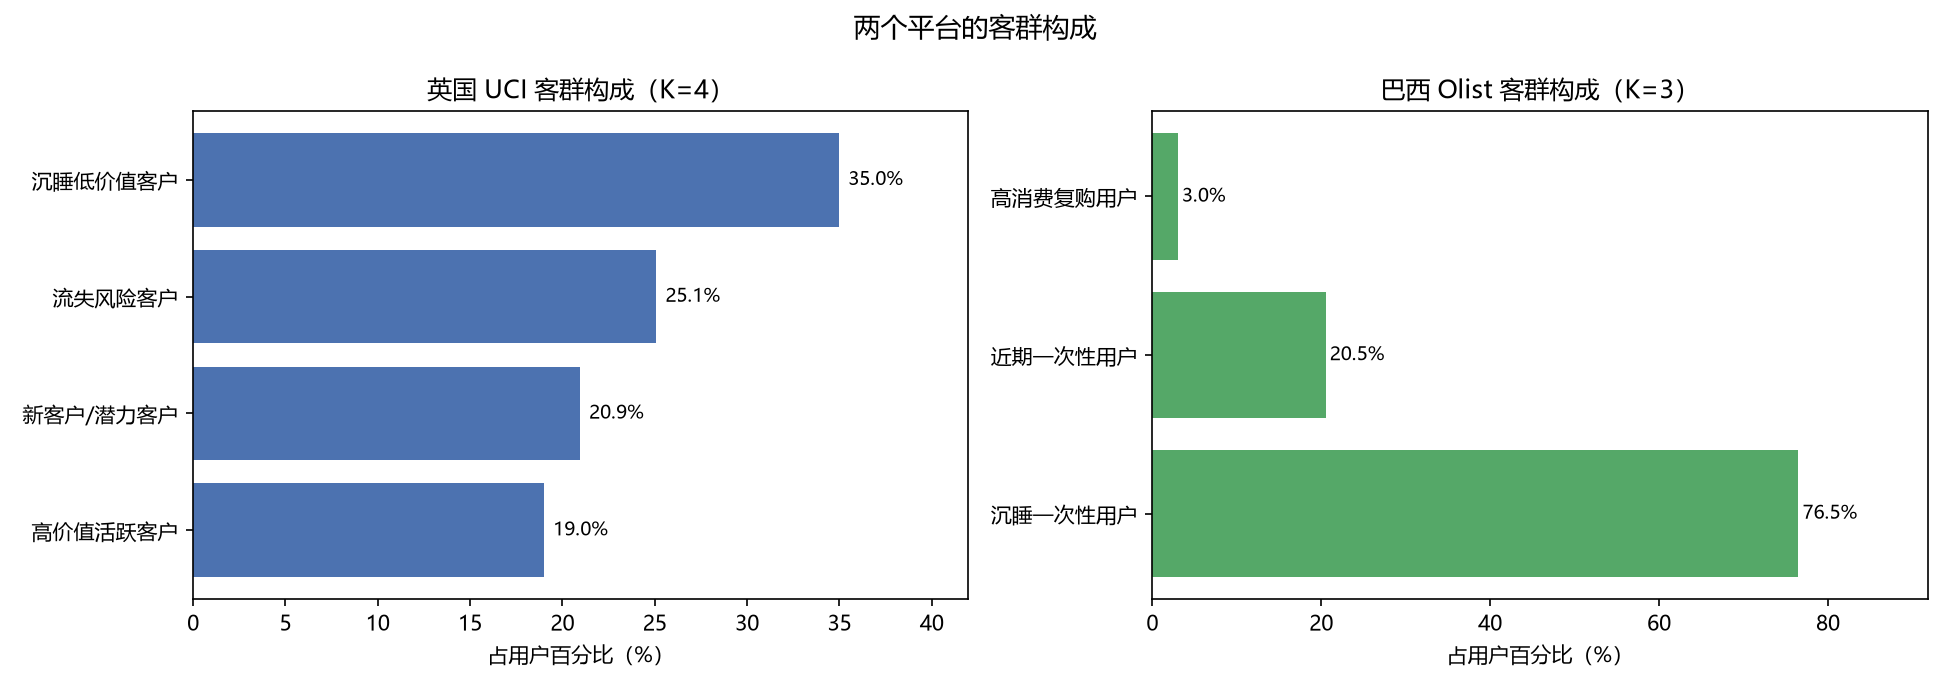 两个平台的客群构成
英国 UCI 客群构成（K=4）
沉睡低价值客户
35.0%
流失风险客户
25.1%
新客户/潜力客户
20.9%
高价值活跃客户
19.0%
0 5 10 15 20 25 30 35 40
占用户百分比（%）
巴西 Olist 客群构成（K=3）
高消费复购用户
3.0%
近期一次性用户
20.5%
沉睡一次性用户
76.5%
0 20 40 60 80
占用户百分比（%）